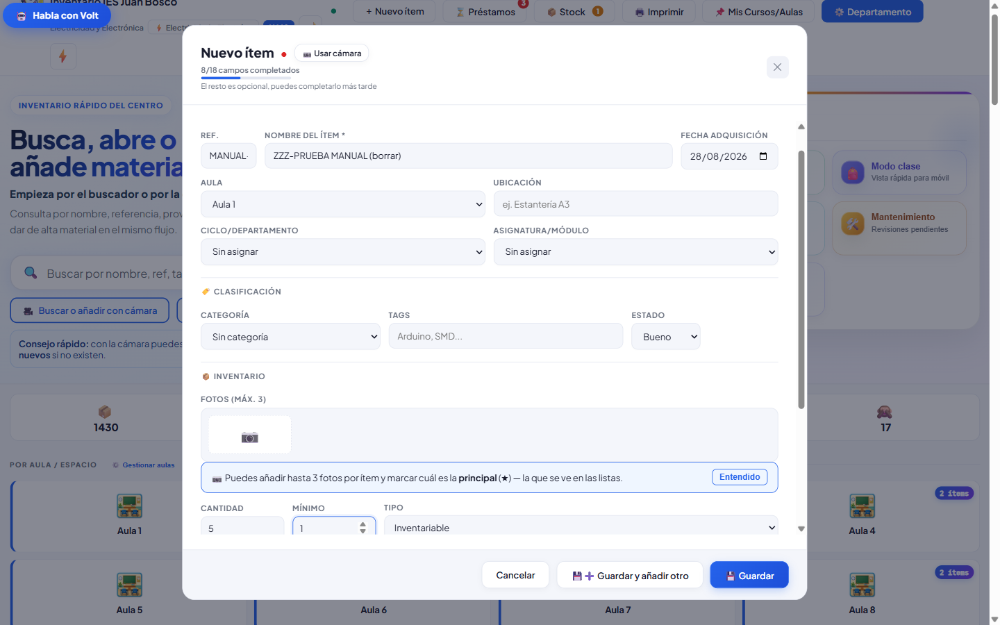 Inventario IES Juan Bosco
Habla con Volt
+ Nuevo ítem
Préstamos 3
Stock 1
Imprimir
Mis Cursos/Aulas
Departamento
Electricidad y Electrónica
Nuevo ítem
Usar cámara
8/18 campos completados
El resto es opcional, puedes completarlo más tarde
INVENTARIO RÁPIDO DEL CENTRO
Busca, abre o
añade materia
Empieza por el buscador o por la
Consulta por nombre, referencia, prov
dar de alta material en el mismo flujo.
Buscar por nombre, ref, ta
Buscar o añadir con cámara
Consejo rápido: con la cámara puedes
nuevos si no existen.
REF.
NOMBRE DEL ÍTEM *
FECHA ADQUISICIÓN
MANUAL-
ZZZ-PRUEBA MANUAL (borrar)
28/08/2026
AULA
UBICACIÓN
Aula 1
ej. Estantería A3
CICLO/DEPARTAMENTO
ASIGNATURA/MÓDULO
Sin asignar
Sin asignar
CLASIFICACIÓN
CATEGORÍA
TAGS
ESTADO
Sin categoría
Arduino, SMD...
Bueno
INVENTARIO
FOTOS (MÁX. 3)
Puedes añadir hasta 3 fotos por ítem y marcar cuál es la principal (★) — la que se ve en las listas.
Entendido
CANTIDAD
MÍNIMO
TIPO
5
1
Inventariable
Cancelar
Guardar y añadir otro
Guardar
Modo clase
Vista rápida para móvil
Mantenimiento
Revisiones pendientes
1430
17
POR AULA / ESPACIO
Gestionar aulas
Aula 1
2 items
Aula 4
Aula 5
Aula 6
Aula 7
2 items
Aula 8